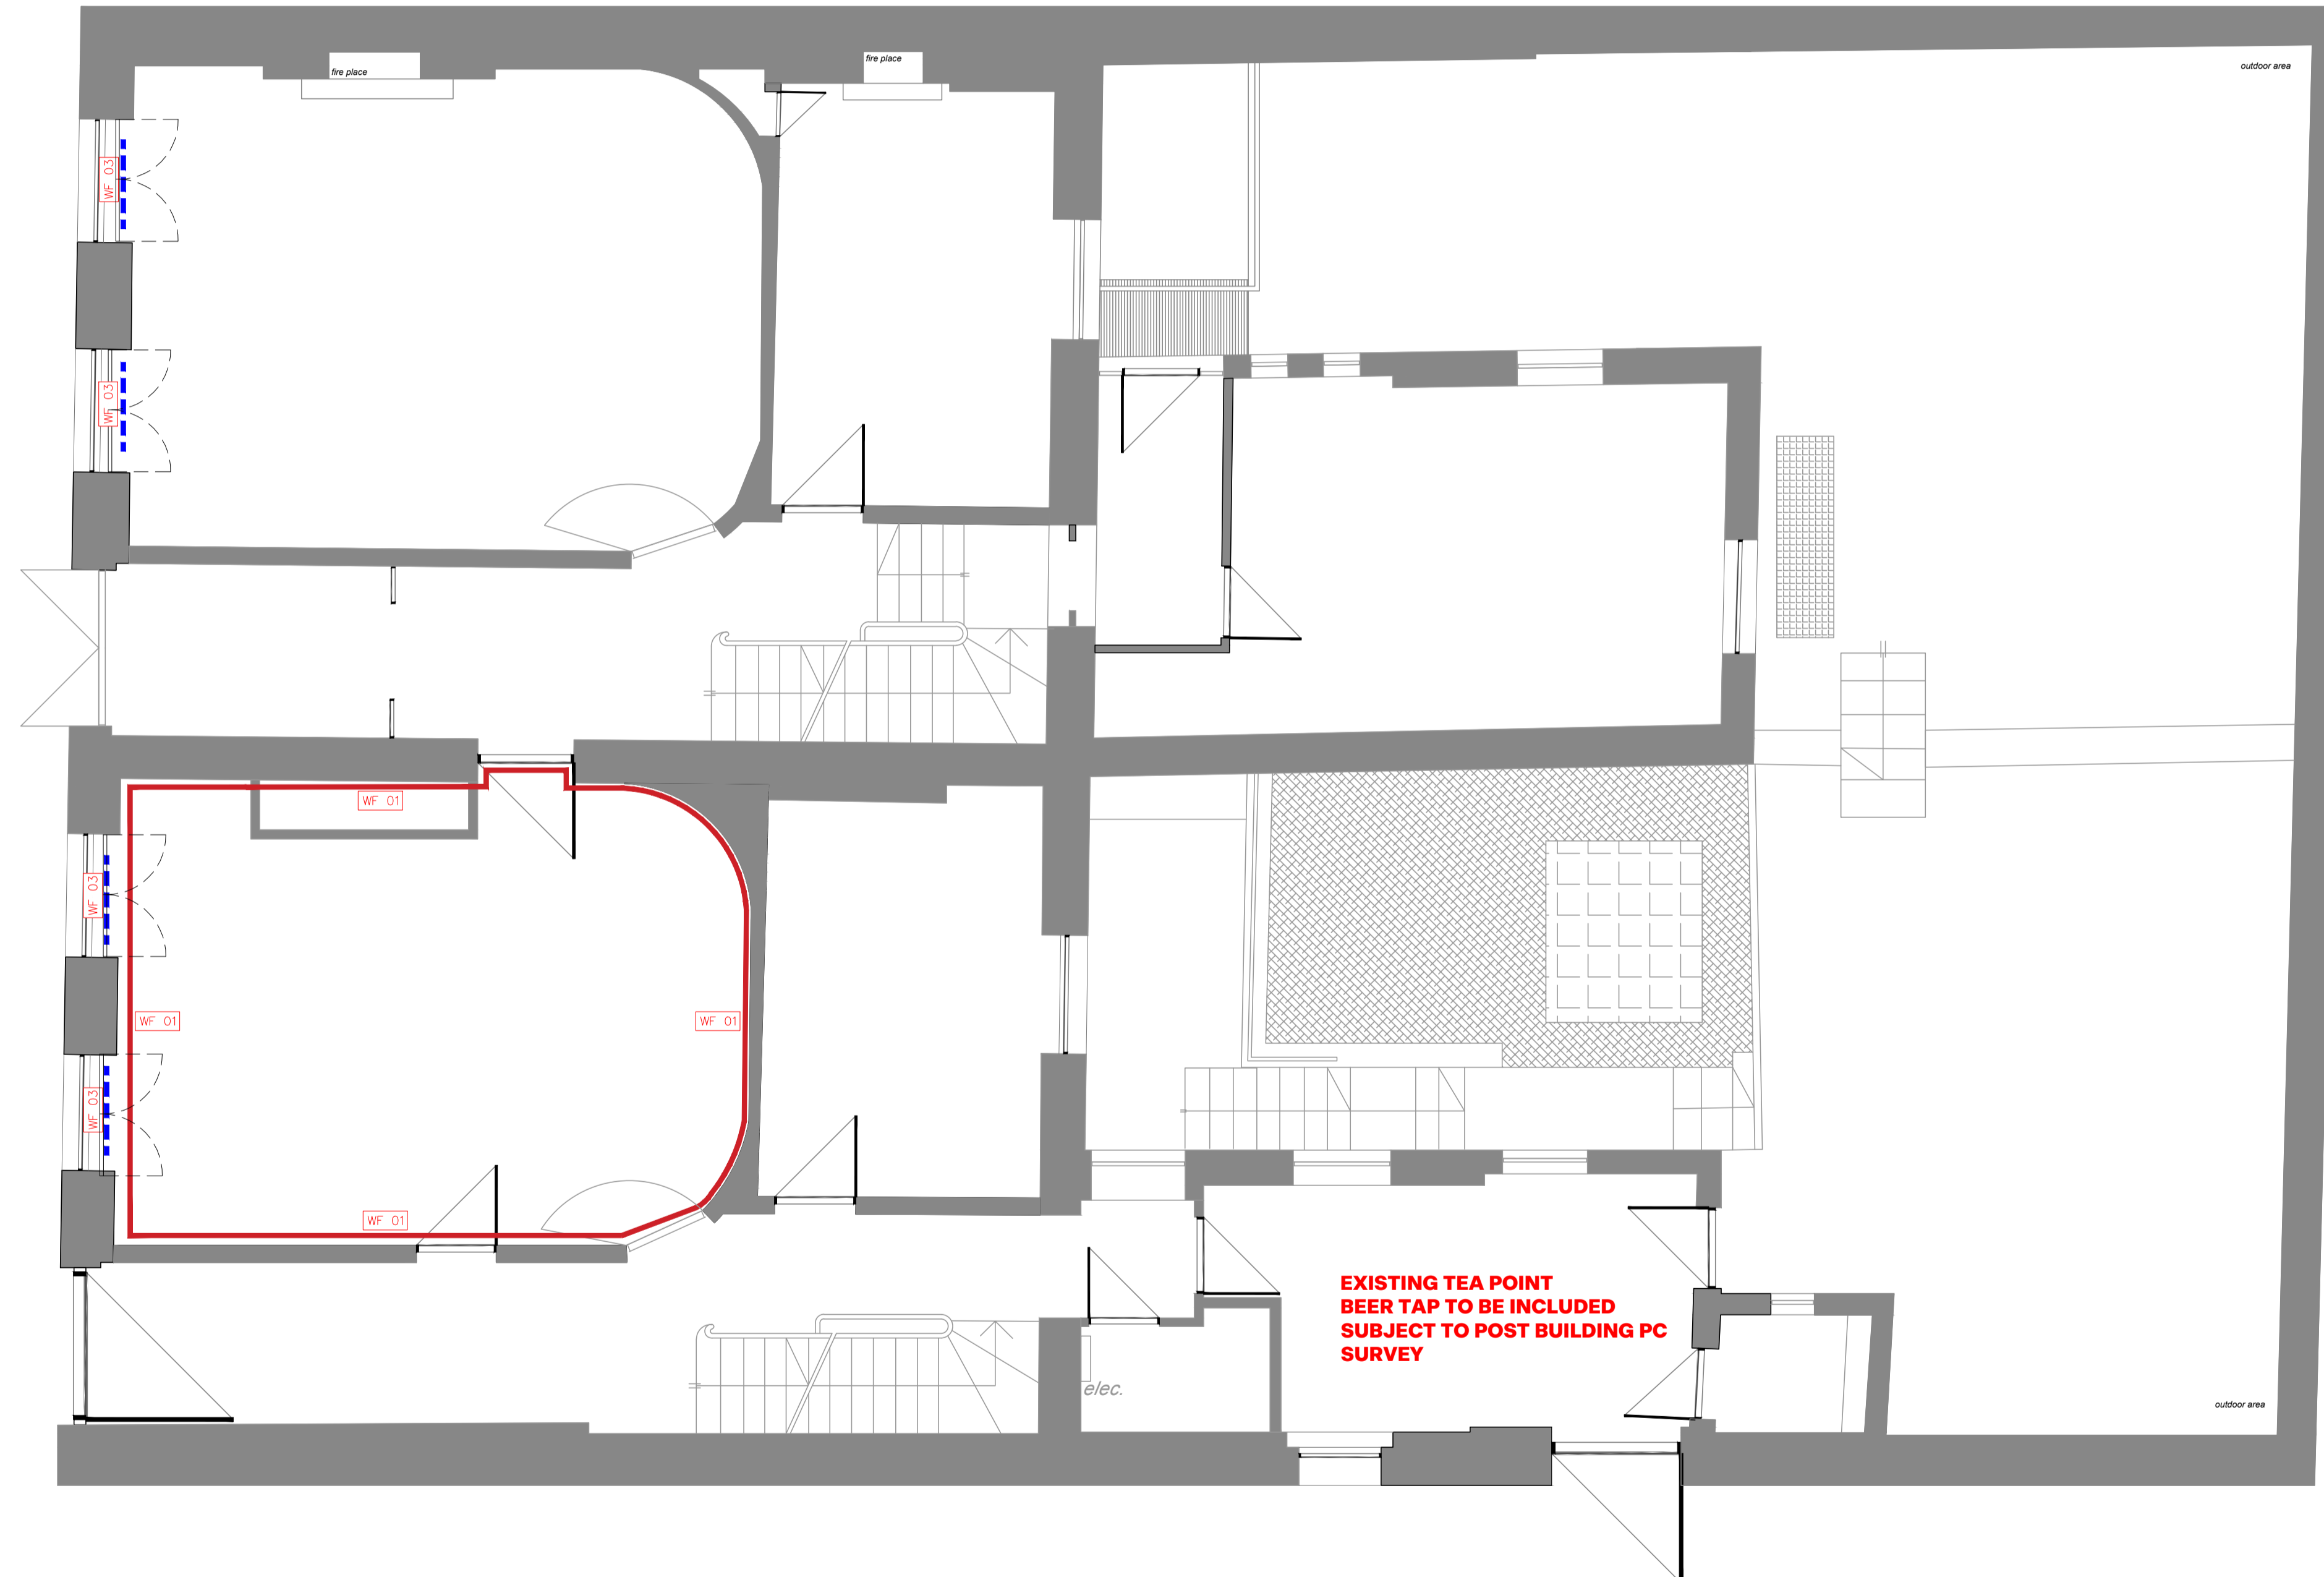 fire place
fire place
outdoor area
WF 03
WF 03
WF 01
WF 03
WF 01
WF 01
WF 03
WF 01
EXISTING TEA POINT
BEER TAP TO BE INCLUDED
SUBJECT TO POST BUILDING PC
SURVEY
elec.
outdoor area